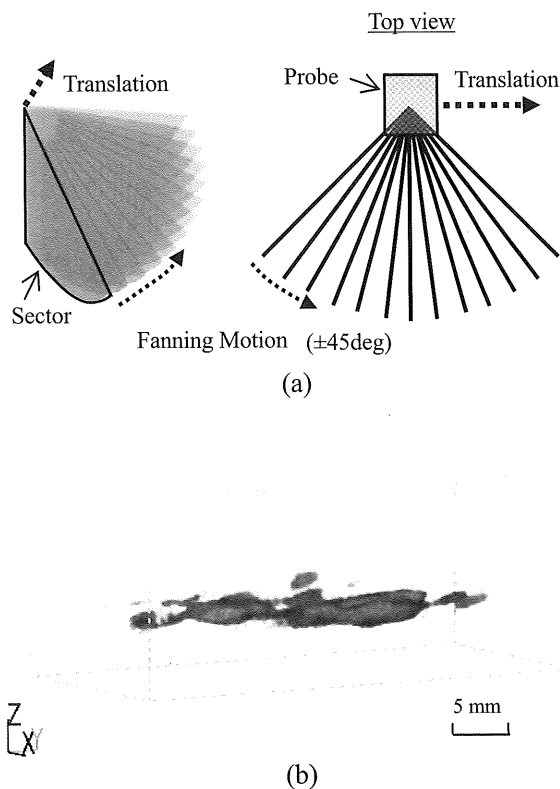 Top view
Translation
Probe
Translation
Sector
Fanning Motion (±45deg)
(a)
Z
X
Y
5 mm
(b)